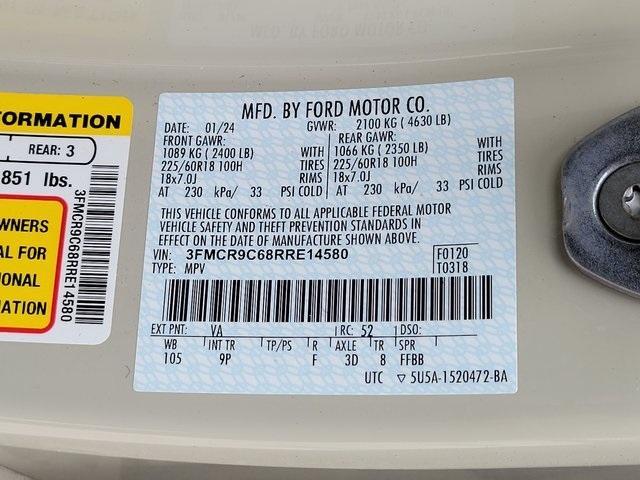 MFD. BY FORD MOTOR CO.
DATE: 01/24 GVWR: 2100 KG ( 4630 LB)
FRONT GAWR: REAR GAWR:
1089 KG ( 2400 LB) WITH 1066 KG ( 2350 LB) WITH
225/60R18 100H TIRES 225/60R18 100H TIRES
18x7.0J RIMS 18x7.0J RIMS
AT 230 kPa/ 33 PSI COLD AT 230 kPa/ 33 PSI COLD
THIS VEHICLE CONFORMS TO ALL APPLICABLE FEDERAL MOTOR
VEHICLE SAFETY AND THEFT PREVENTION STANDARDS IN
EFFECT ON THE DATE OF MANUFACTURE SHOWN ABOVE.
VIN: 3FMCR9C68RRE14580 F0120
TYPE: MPV T0318
EXT PNT: VA RC: 52 DSO:
WB INT TR TP/PS R AXLE TR SPR
105 9P F 3D 8 FFBB
UTC ▽ 5U5A-1520472-BA
FORMATION
REAR: 3
851 lbs.
WNERS
AL FOR
IONAL
MATION
3FMCR9C68RRE14580